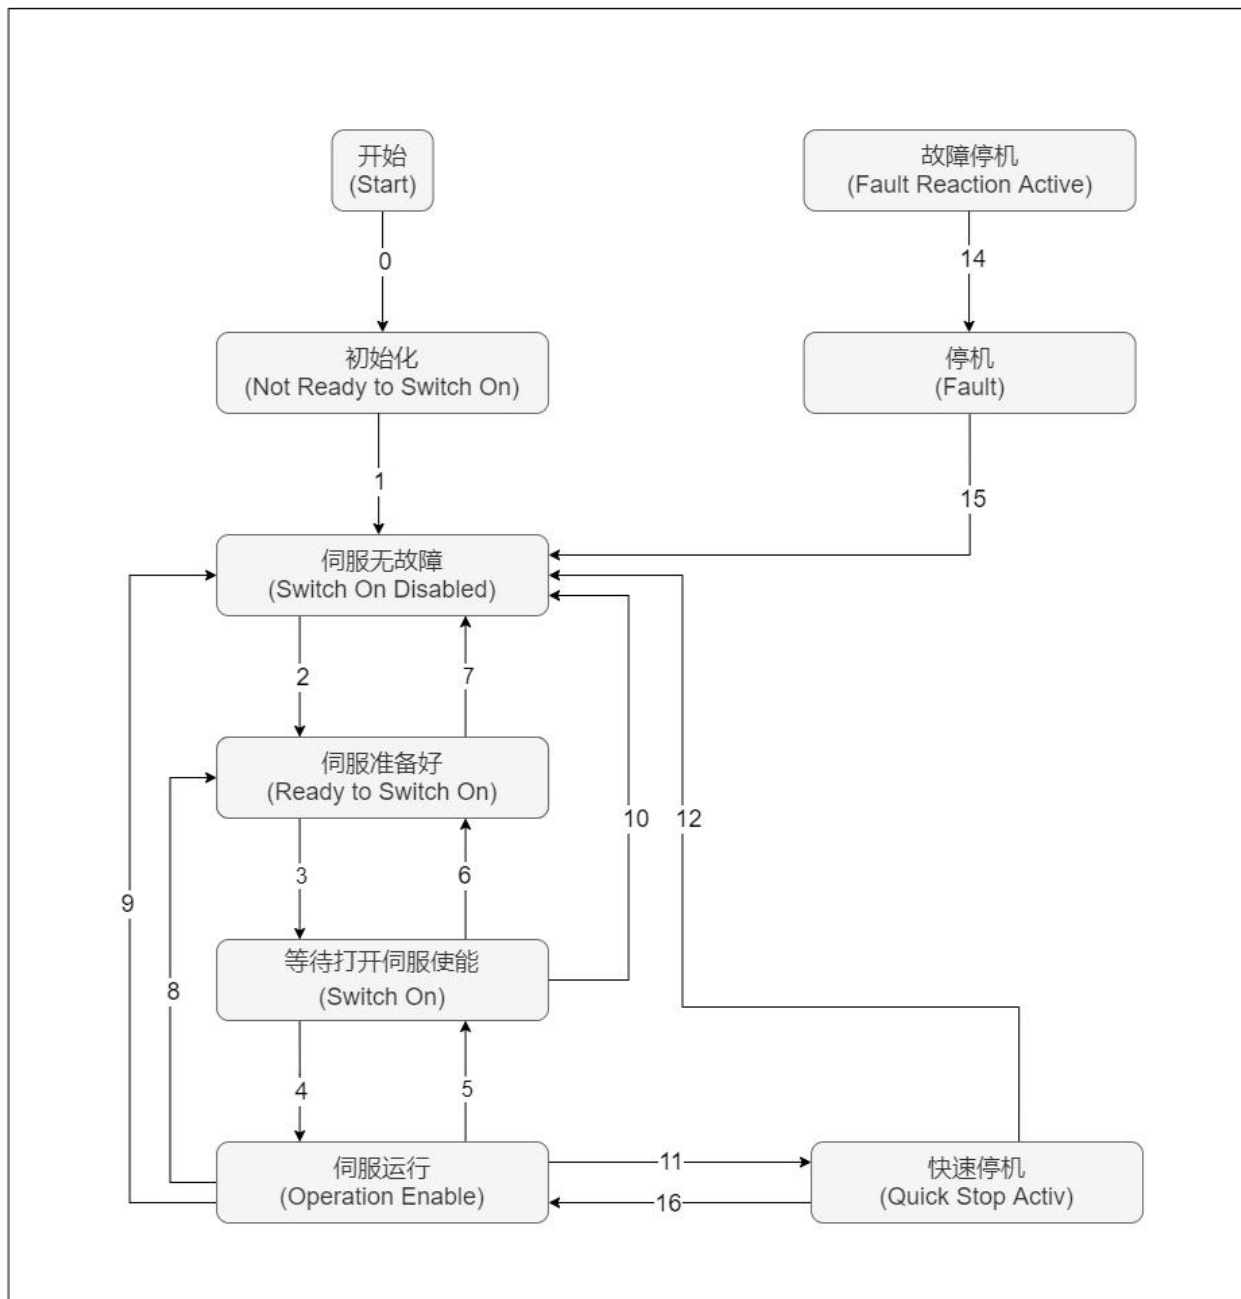 开始
(Start)
故障停机
(Fault Reaction Active)
0
14
初始化
(Not Ready to Switch On)
停机
(Fault)
1
15
伺服无故障
(Switch On Disabled)
2
7
伺服准备好
(Ready to Switch On)
10
12
3
6
9
等待打开伺服使能
(Switch On)
8
4
5
伺服运行
(Operation Enable)
11
16
快速停机
(Quick Stop Activ)